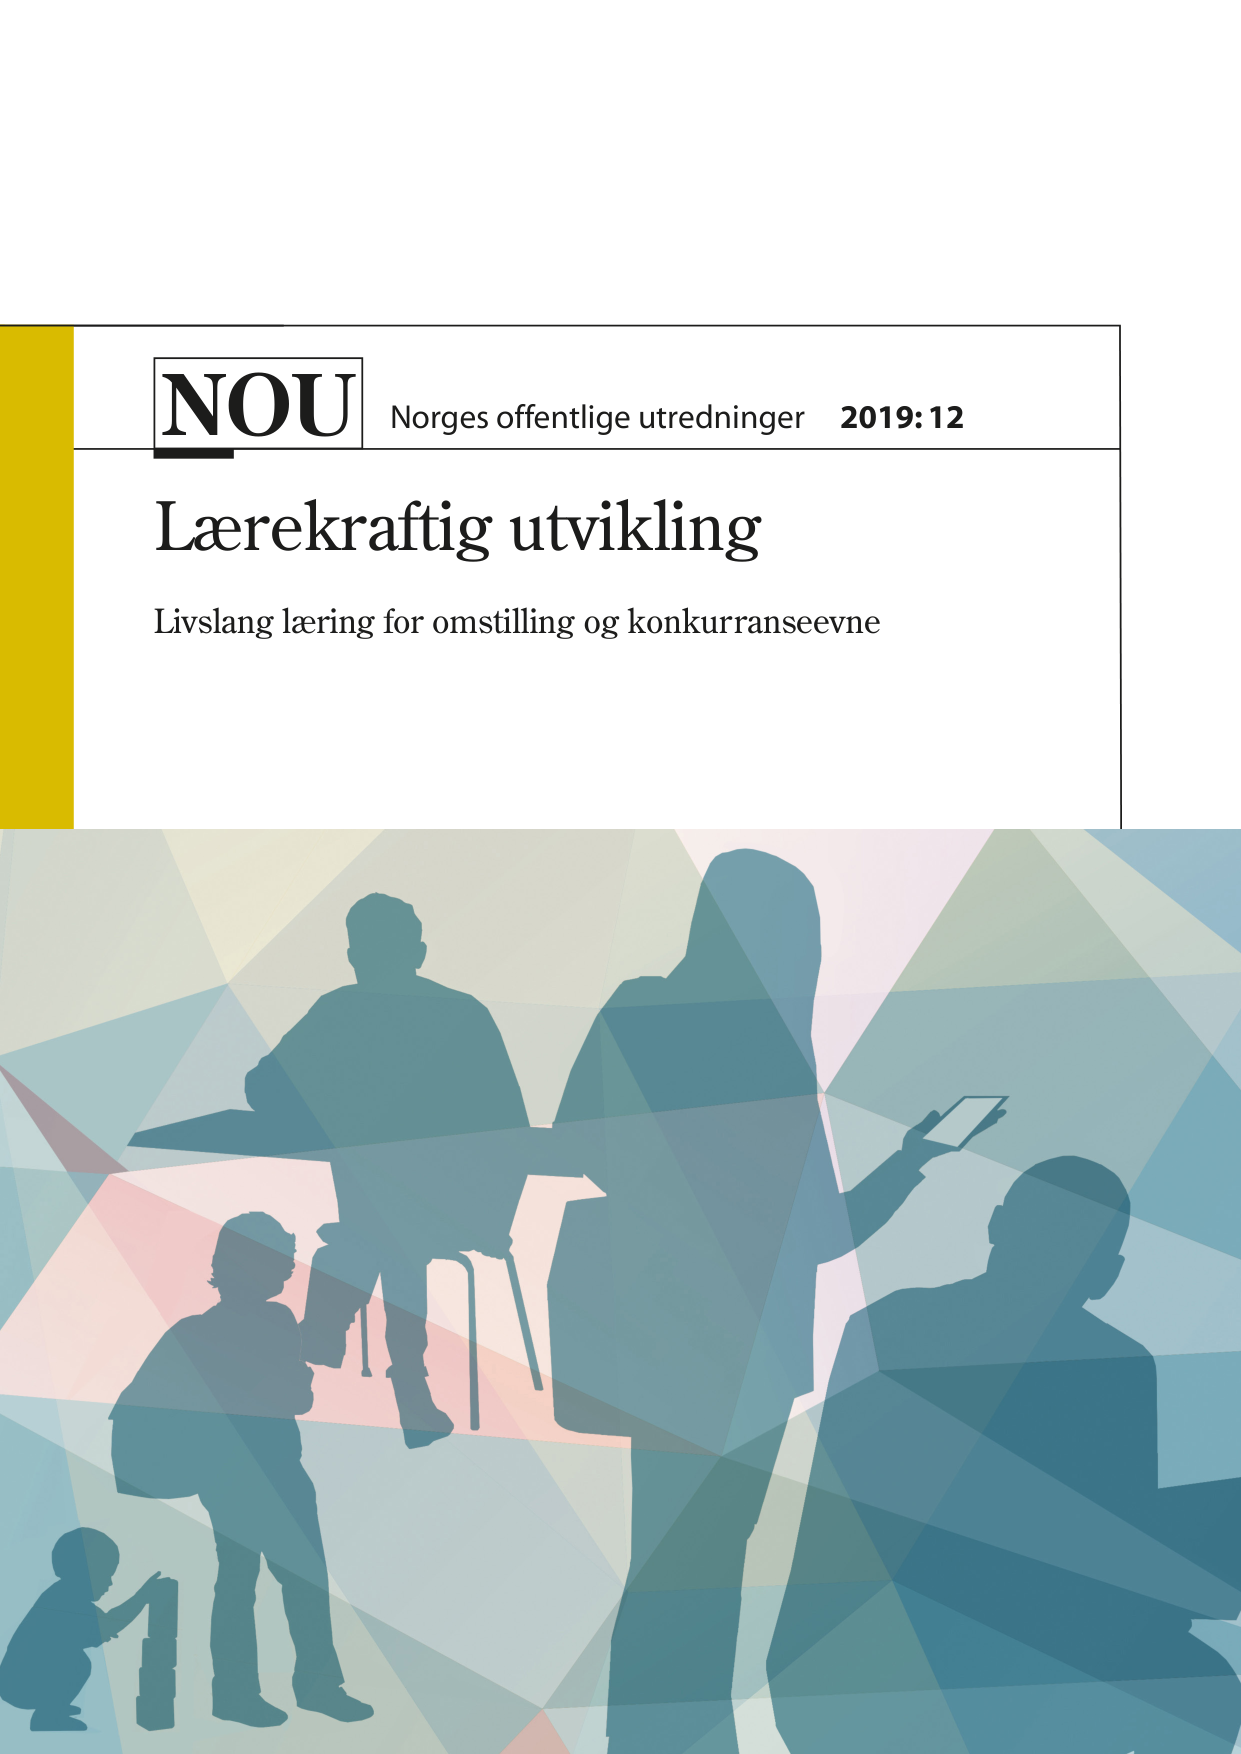 NOU Norges offentlige utredninger 2019: 12
Lærekraftig utvikling
Livslang læring for omstilling og konkurranseevne